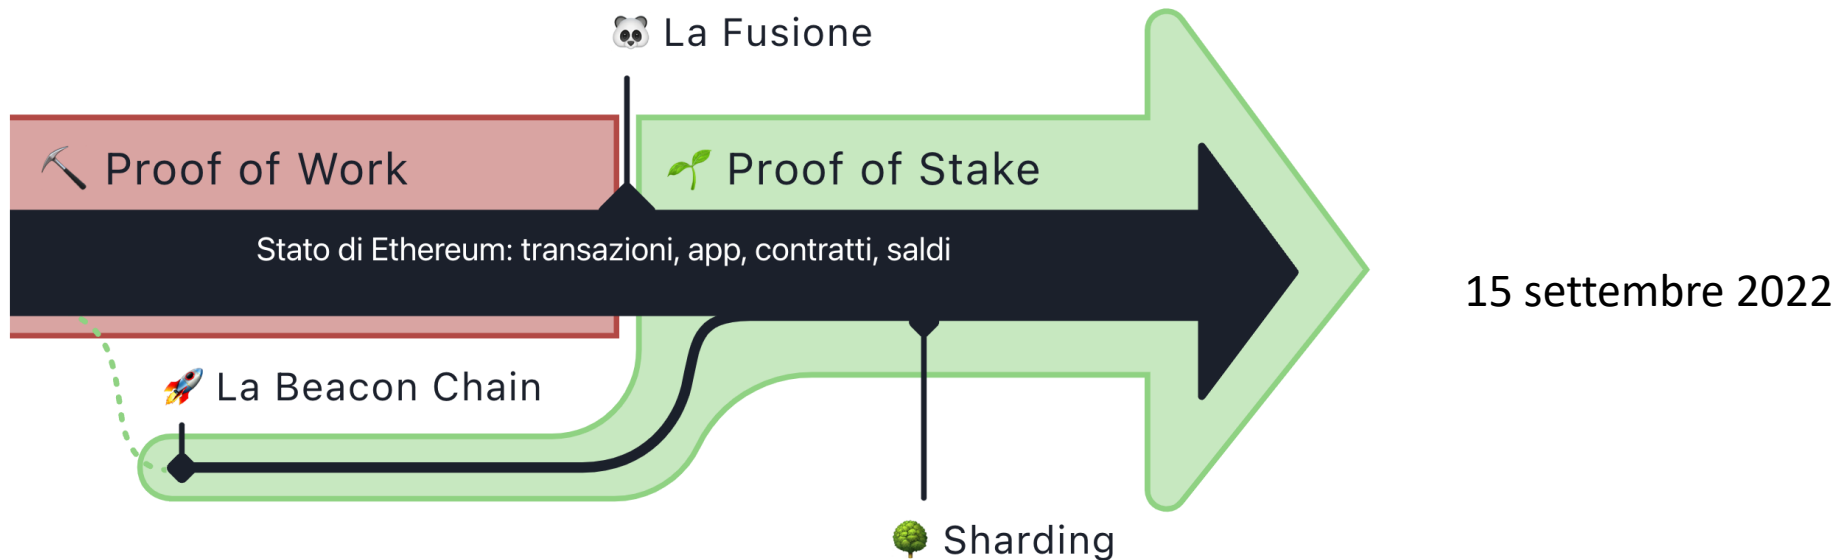 La Fusione
Proof of Work
Proof of Stake
Stato di Ethereum: transazioni, app, contratti, saldi
15 settembre 2022
La Beacon Chain
Sharding